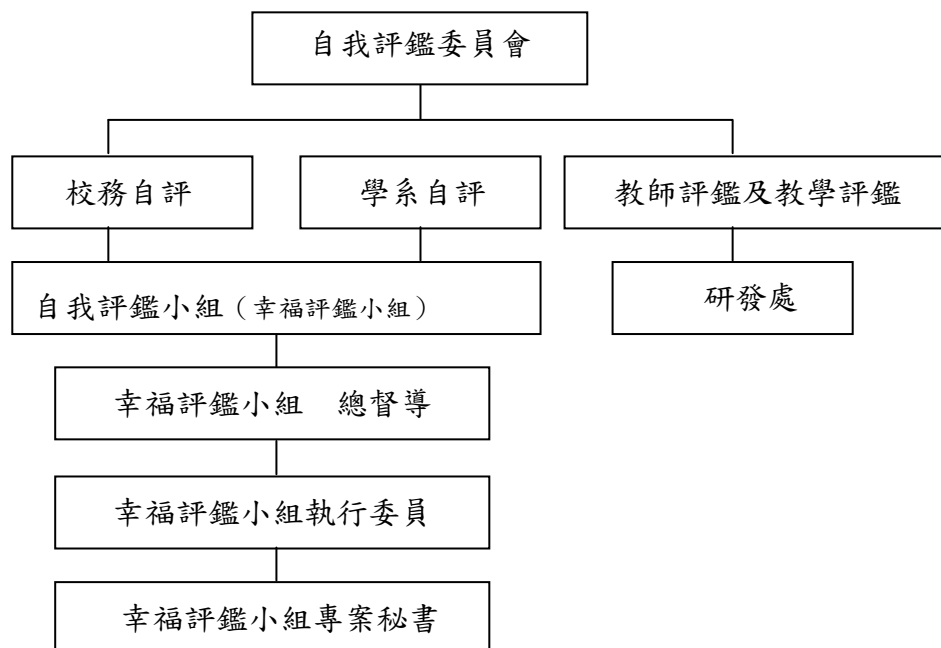 自我評鑑委員會
校務自評
學系自評
教師評鑑及教學評鑑
自我評鑑小組（幸福評鑑小組）
研發處
幸福評鑑小組　總督導
幸福評鑑小組執行委員
幸福評鑑小組專案秘書